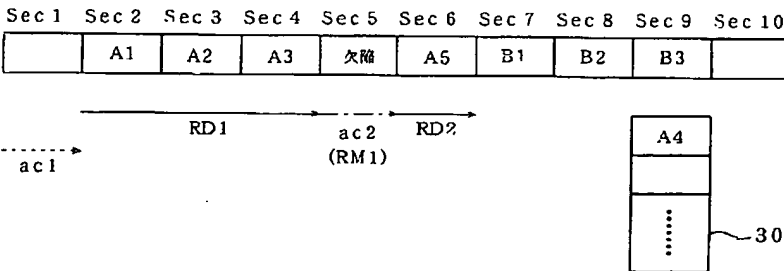 Sec 1 Sec 2 Sec 3 Sec 4 Sec 5 Sec 6 Sec 7 Sec 8 Sec 9 Sec 10
A1 A2 A3 欠陥 A5 B1 B2 B3
RD1 ac2 RD2
(RM1)
ac1
A4
30